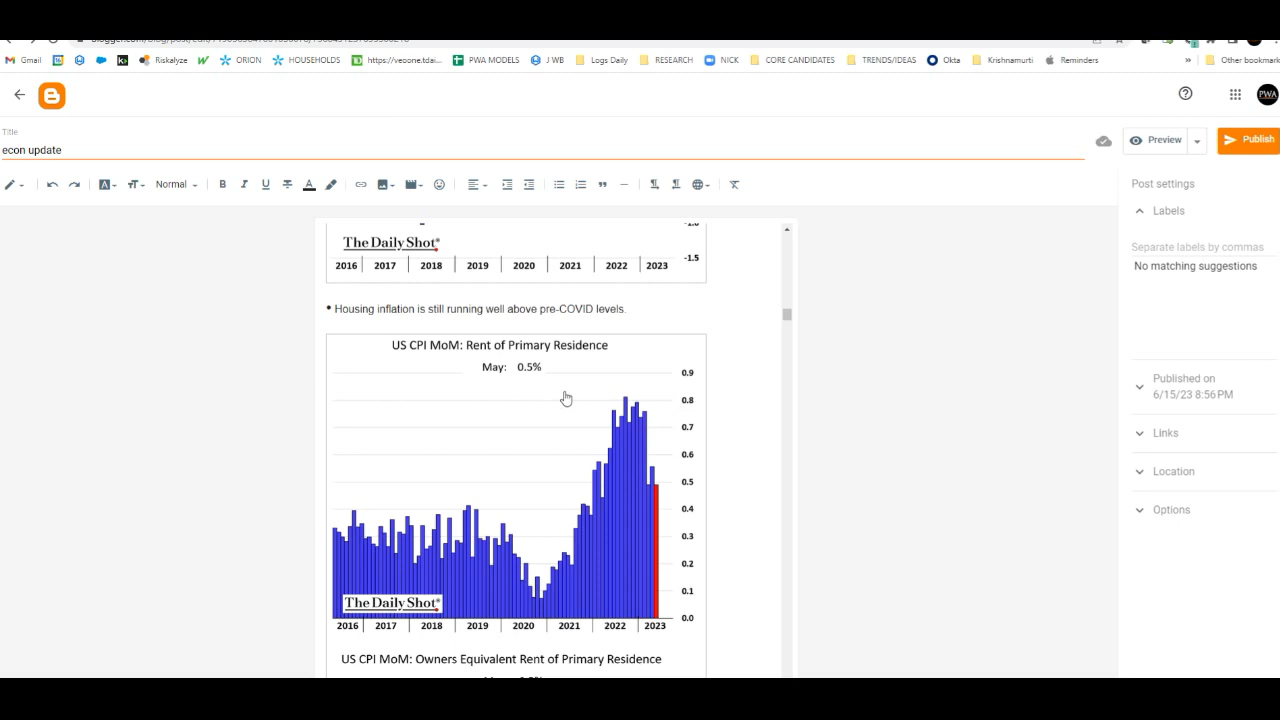 Gmail
Riskalyze
ORION
HOUSEHOLDS
https://veoone.tdai...
PWA MODELS
J WB
Logs Daily
RESEARCH
NICK
CORE CANDIDATES
TRENDS/IDEAS
Okta
Krishnamurti
Reminders
»
Other bookmark
PWA
Title
econ update
Preview
Publish
Normal
B I U
Post settings
Labels
Separate labels by commas
No matching suggestions
Published on
6/15/23 8:56 PM
Links
Location
Options
The Daily Shot
-1.5
2016 2017 2018 2019 2020 2021 2022 2023
• Housing inflation is still running well above pre-COVID levels.
US CPI MoM: Rent of Primary Residence
May: 0.5%
0.9
0.8
0.7
0.6
0.5
0.4
0.3
0.2
0.1
0.0
The Daily Shot
2016 2017 2018 2019 2020 2021 2022 2023
US CPI MoM: Owners Equivalent Rent of Primary Residence